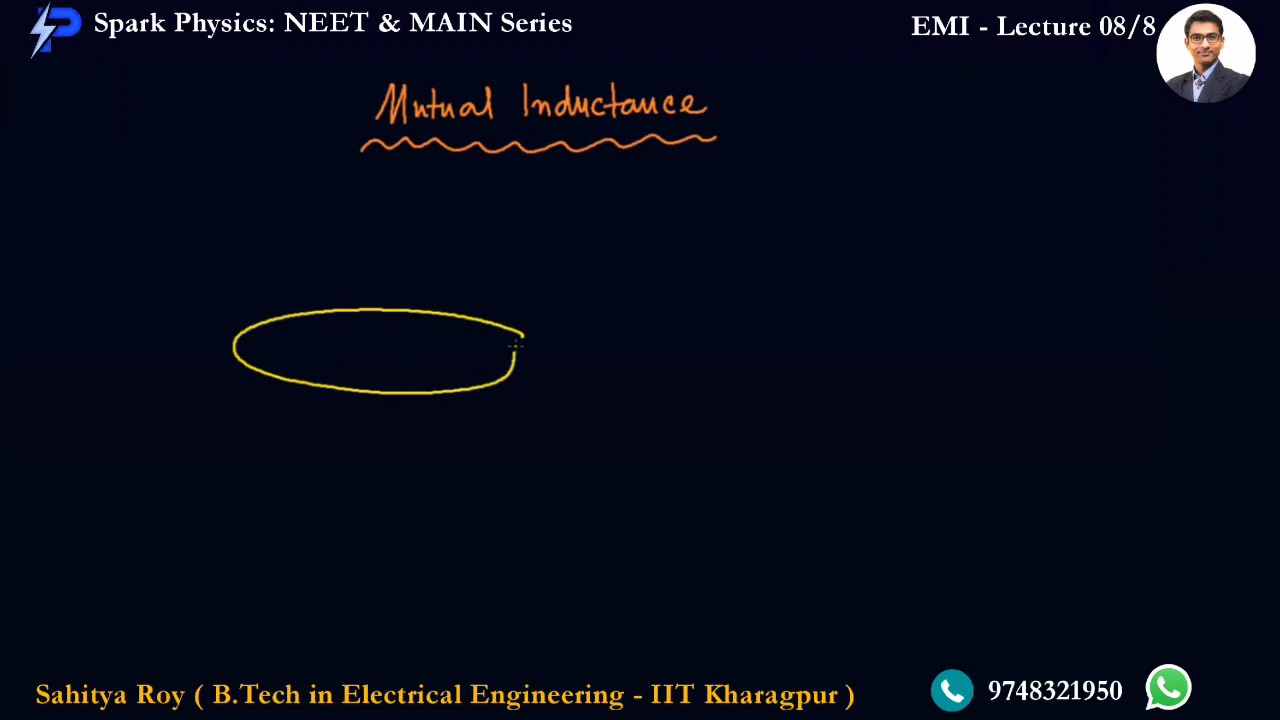 Spark Physics: NEET & MAIN Series
EMI - Lecture 08/8
Mutual Inductance
Sahitya Roy ( B.Tech in Electrical Engineering - IIT Kharagpur )
9748321950